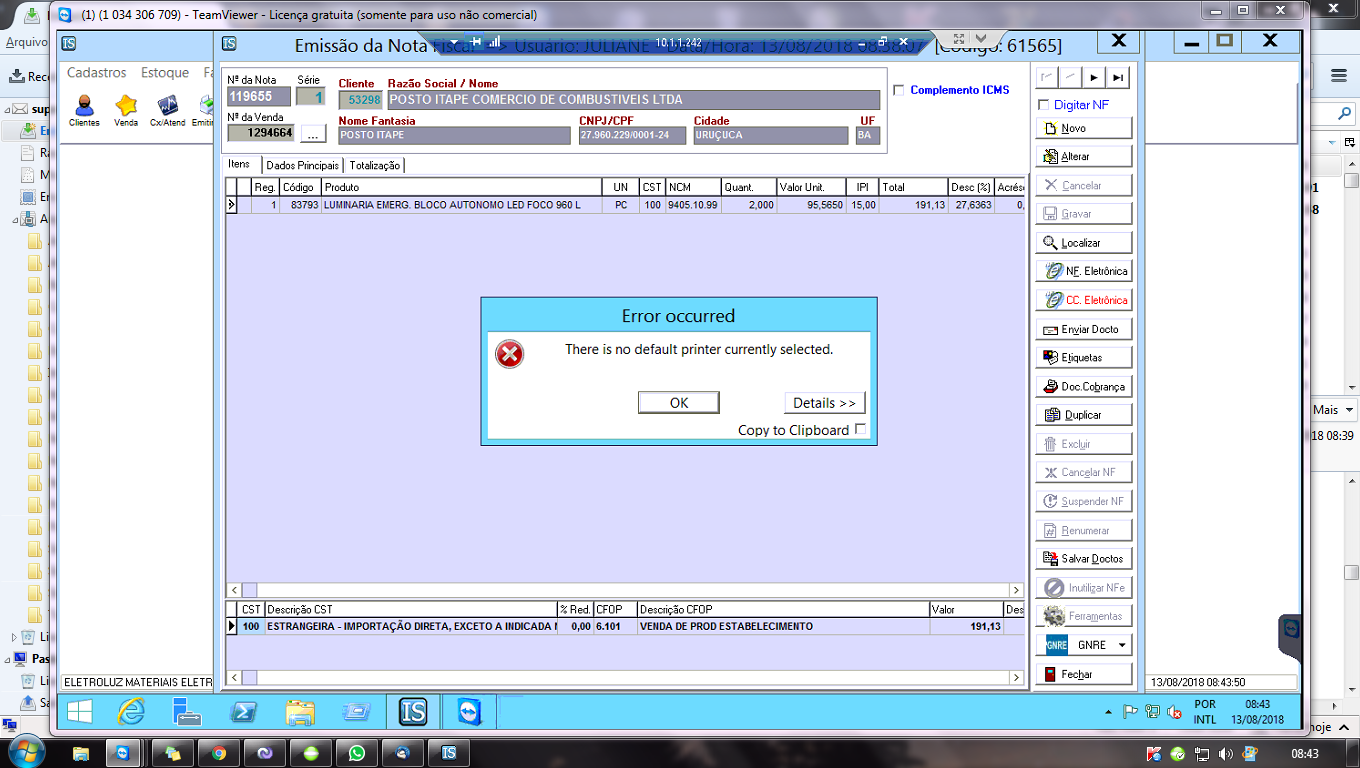 (1) (1 034 306 709) - TeamViewer - Licença gratuita (somente para uso não comercial)
Arquivo
IS
IS
Emissão da Nota Fiscal Usuário: JULIANE Data/Hora: 13/08/2018 08:38:07 [Código: 61565]
10.1.1.242
Cadastros Estoque
Clientes Venda Cx/Atend
Nº da Nota Série
119655 1
Nº da Venda
1294664 ...
Cliente Razão Social / Nome
53298 POSTO ITAPE COMERCIO DE COMBUSTIVEIS LTDA
Nome Fantasia CNPJ/CPF Cidade UF
POSTO ITAPE 27.960.229/0001-24 URUÇUCA BA
Complemento ICMS
Digitar NF
Novo
Alterar
Cancelar
Gravar
Localizar
NF. Eletrônica
CC. Eletrônica
Enviar Docto
Etiquetas
Doc.Cobrança
Duplicar
Excluir
Cancelar NF
Suspender NF
Renumerar
Salvar Doctos
Inutilizar NFe
Ferramentas
GNRE GNRE
Fechar
Itens Dados Principais Totalização
Reg. Código Produto UN CST NCM Quant. Valor Unit. IPI Total Desc (%) Acrésc
1 83793 LUMINARIA EMERG. BLOCO AUTONOMO LED FOCO 960 L PC 100 9405.10.99 2,000 95,5650 15,00 191,13 27,6363 0,
Error occurred
There is no default printer currently selected.
OK
Details >>
Copy to Clipboard
CST Descrição CST % Red. CFOP Descrição CFOP Valor Des
100 ESTRANGEIRA - IMPORTAÇÃO DIRETA, EXCETO A INDICADA 0,00 6.101 VENDA DE PROD ESTABELECIMENTO 191,13
Mais
18 08:39
ELETROLUZ MATERIAIS ELETR
13/08/2018 08:43:50
IS
POR
INTL
08:43
13/08/2018
hoje
IS
08:43